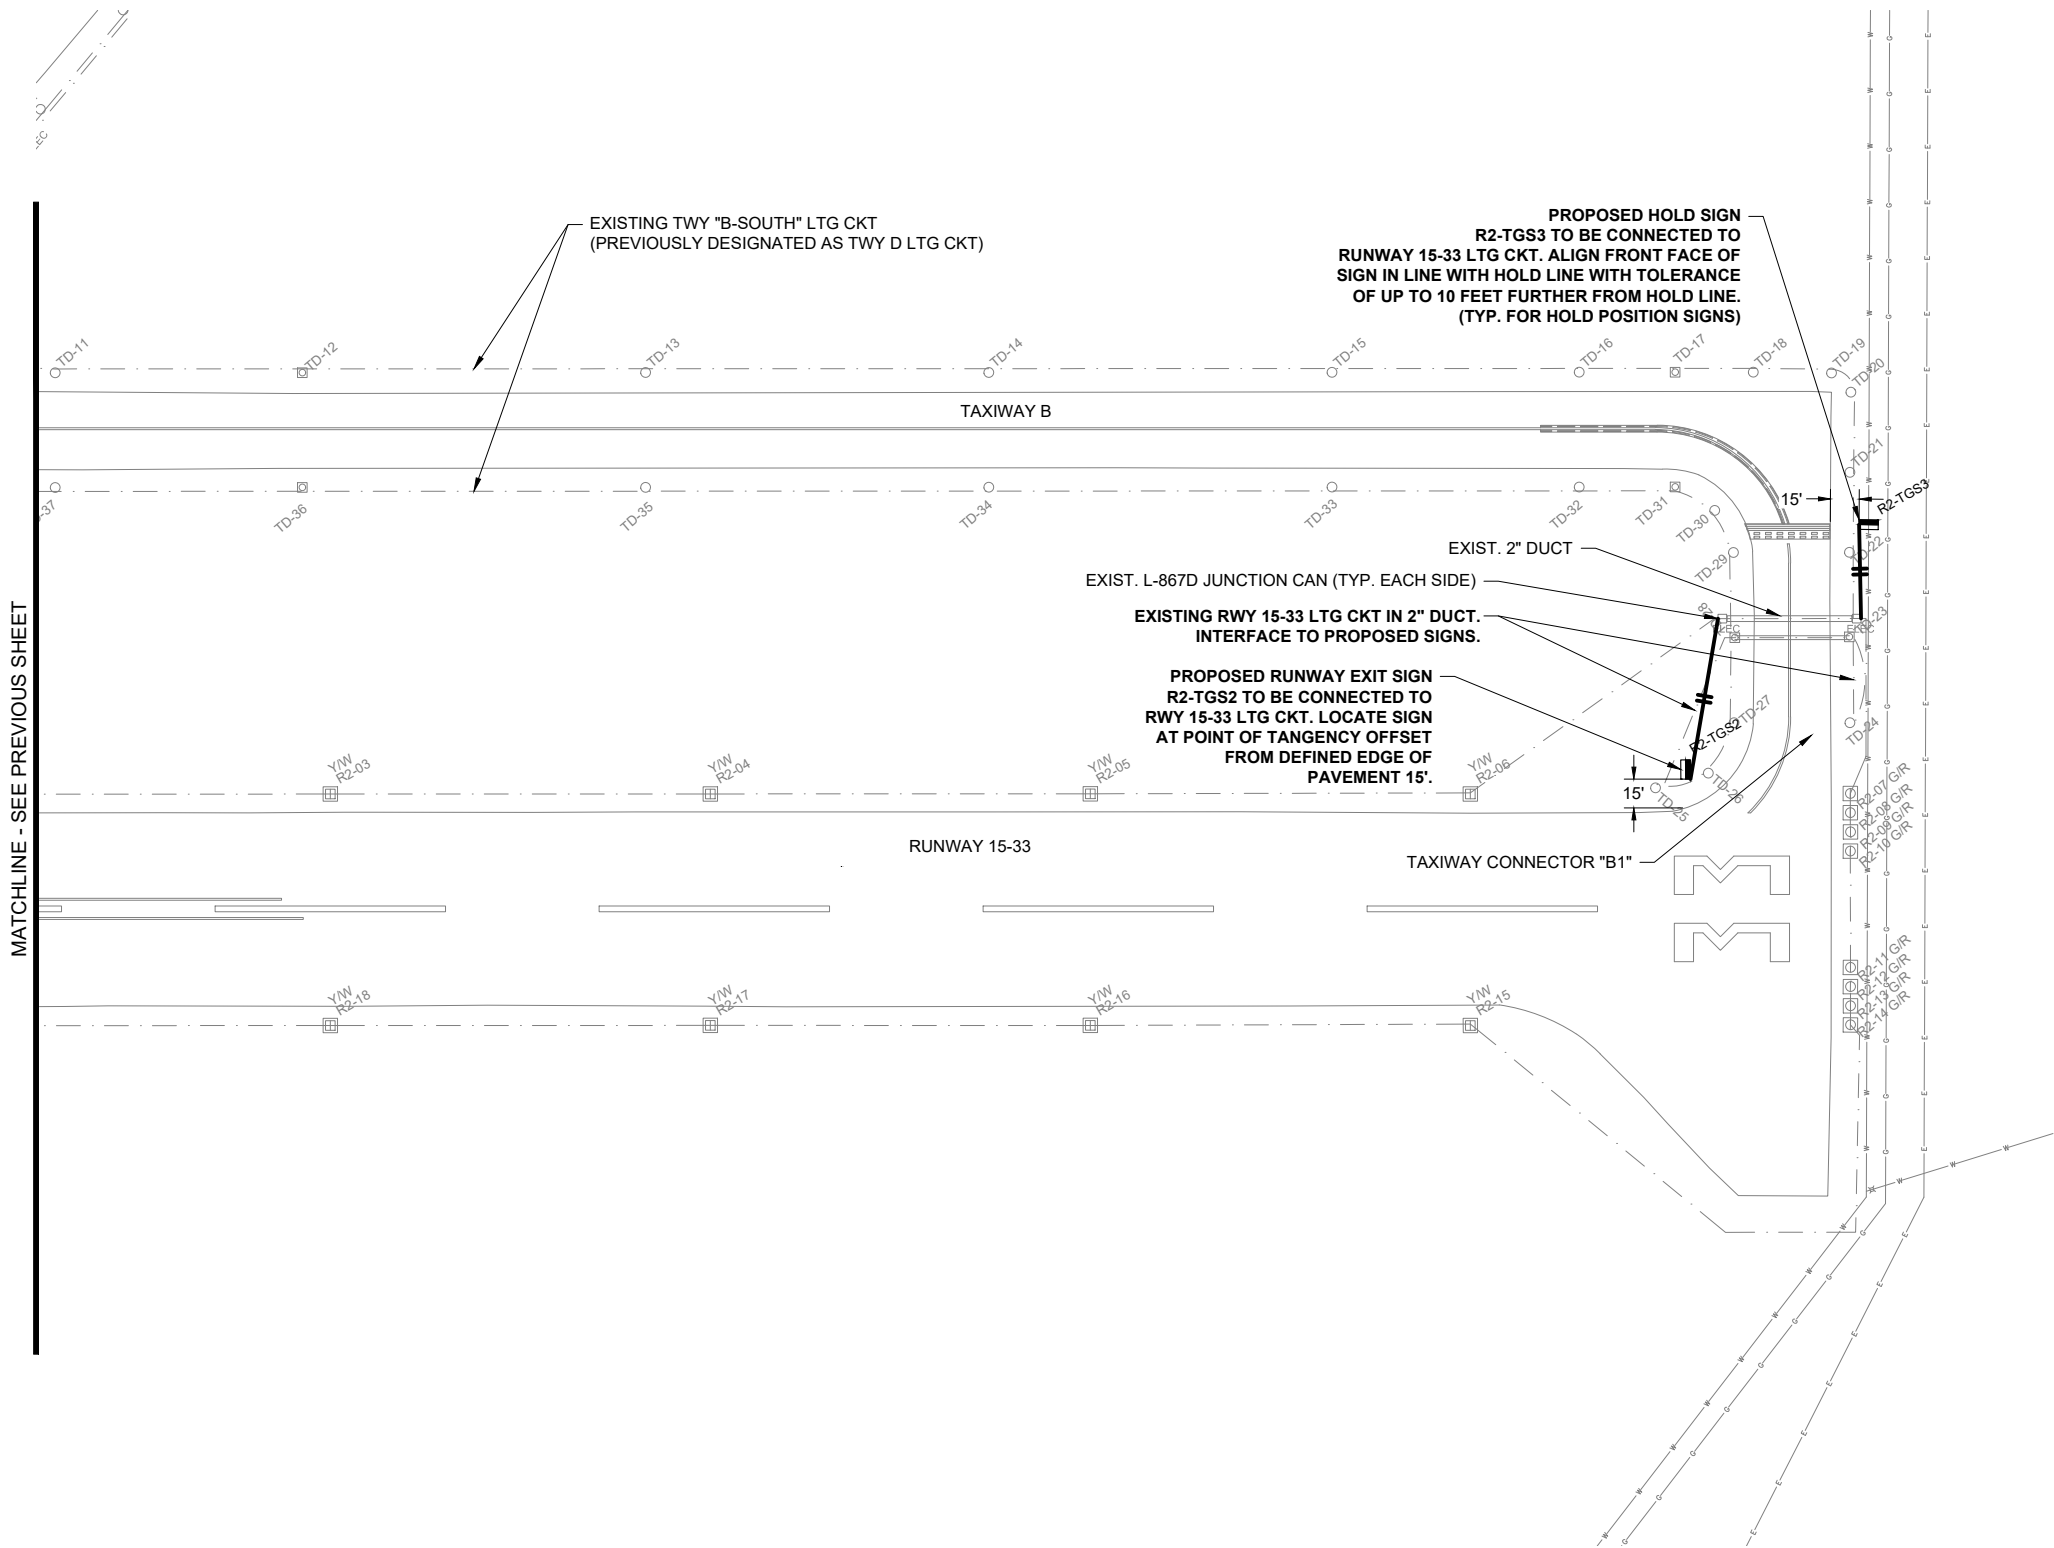 EC
EXISTING TWY "B-SOUTH" LTG CKT
(PREVIOUSLY DESIGNATED AS TWY D LTG CKT)
PROPOSED HOLD SIGN
R2-TGS3 TO BE CONNECTED TO
RUNWAY 15-33 LTG CKT. ALIGN FRONT FACE OF
SIGN IN LINE WITH HOLD LINE WITH TOLERANCE
OF UP TO 10 FEET FURTHER FROM HOLD LINE.
(TYP. FOR HOLD POSITION SIGNS)
TD-11
TD-12
TD-13
TD-14
TD-15
TD-16
TD-17
TD-18
TD-19
TD-20
TAXIWAY B
TD-21
15'
R2-TGS3
-37
TD-36
TD-35
TD-34
TD-33
TD-32
TD-31
TD-30
TD-29
TD-22
EXIST. 2" DUCT
EXIST. L-867D JUNCTION CAN (TYP. EACH SIDE)
EXISTING RWY 15-33 LTG CKT IN 2" DUCT.
INTERFACE TO PROPOSED SIGNS.
28
TD-23
PROPOSED RUNWAY EXIT SIGN
R2-TGS2 TO BE CONNECTED TO
RWY 15-33 LTG CKT. LOCATE SIGN
AT POINT OF TANGENCY OFFSET
FROM DEFINED EDGE OF
PAVEMENT 15'.
TD-27
R2-TGS2
TD-24
15'
TD-25
TD-26
MATCHLINE - SEE PREVIOUS SHEET
Y/W
R2-03
Y/W
R2-04
Y/W
R2-05
Y/W
R2-06
R2-07 G/R
R2-08 G/R
R2-09 G/R
R2-10 G/R
RUNWAY 15-33
TAXIWAY CONNECTOR "B1"
R2-11 G/R
R2-12 G/R
R2-13 G/R
R2-14 G/R
Y/W
R2-18
Y/W
R2-17
Y/W
R2-16
Y/W
R2-15